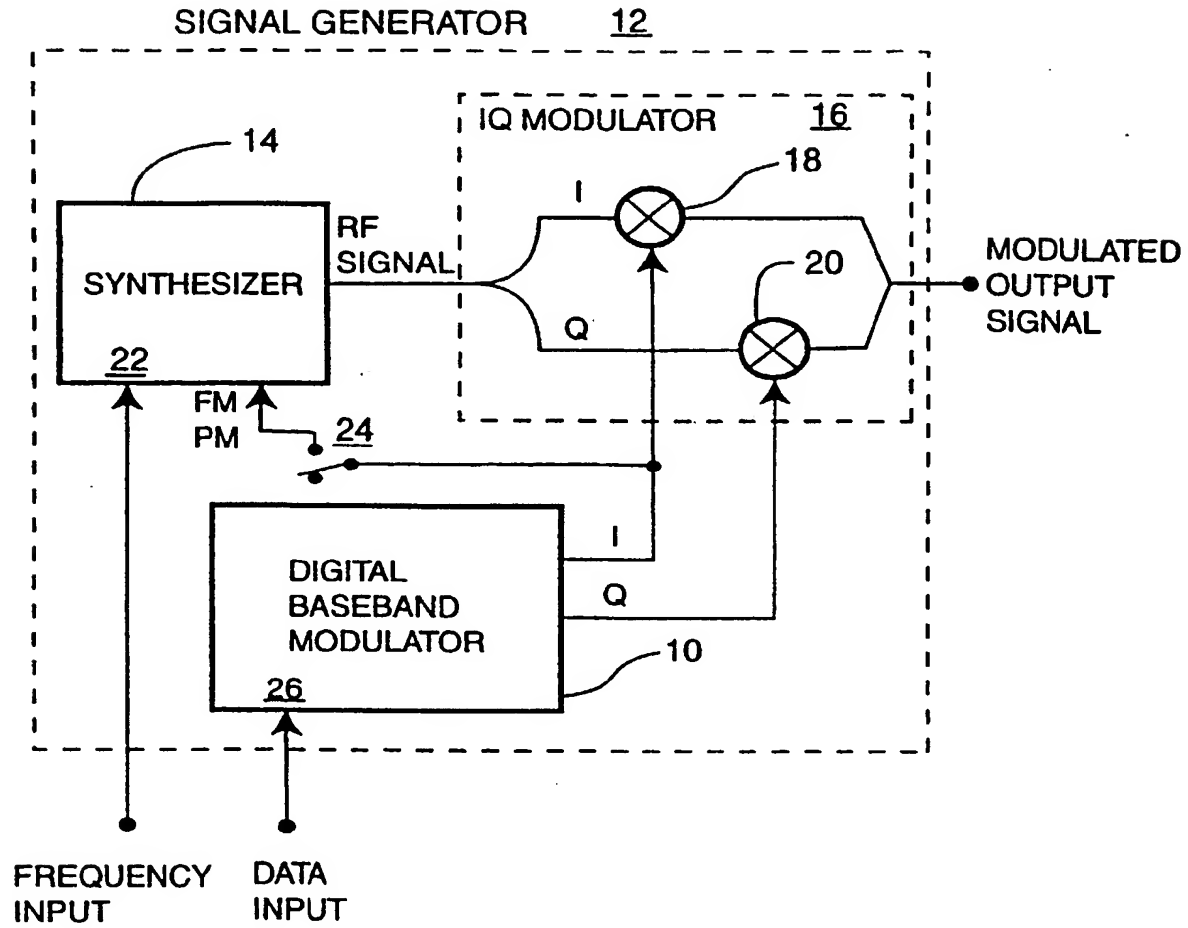 SIGNAL GENERATOR 12
IQ MODULATOR 16
14
18
I
RF
SIGNAL
SYNTHESIZER
20
MODULATED
OUTPUT
SIGNAL
Q
22
FM
PM
24
I
DIGITAL
BASEBAND
MODULATOR
Q
10
26
FREQUENCY
INPUT
DATA
INPUT